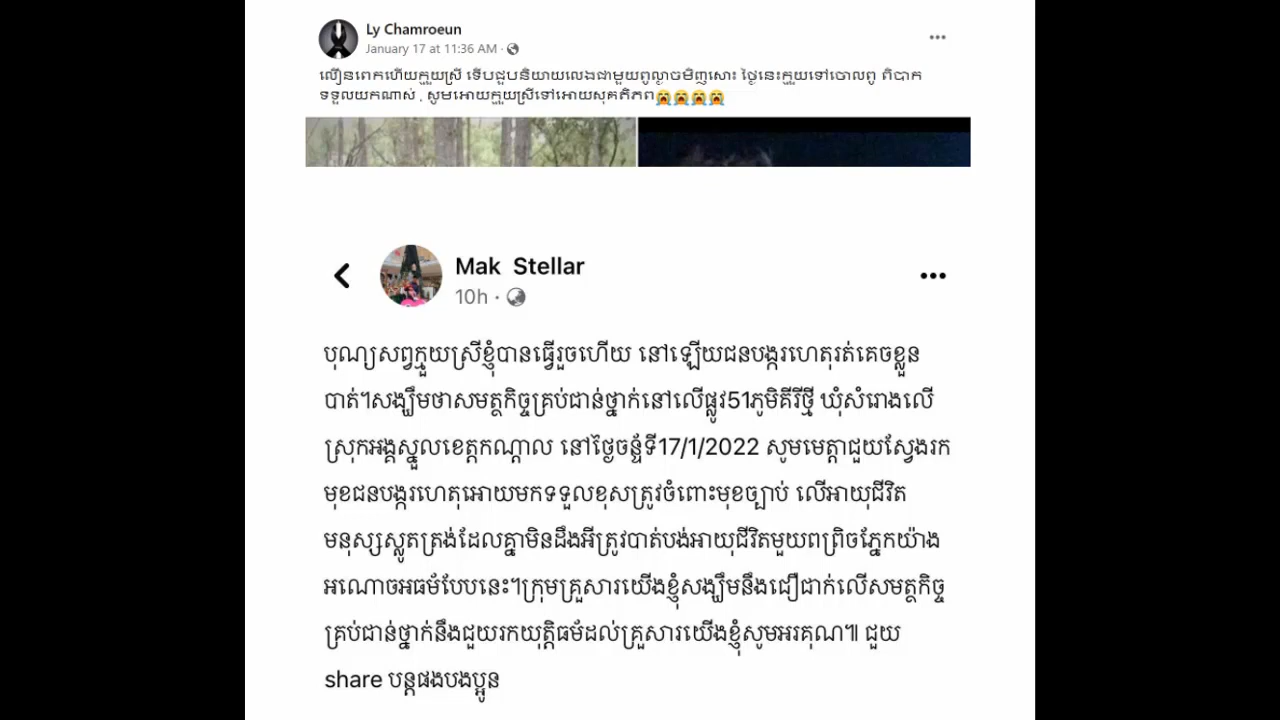 Ly Chamroeun
January 17 at 11:36 AM ·
លឿនពេកហើយក្មួយស្រី ទើបជួបនិយាយលេងជាមួយពូល្ងាចមិញសោះ ថ្ងៃនេះក្មួយទៅចោលពូ ពិបាក
ទទួលយកណាស់ , សូមអោយក្មួយស្រីទៅអោយសុគតិភព😭😭😭😭
Mak Stellar
10h ·
បុណ្យសព្វក្មួយស្រីខ្ញុំបានធ្វើរួចហើយ នៅឡើយជនបង្ករហេតុរត់គេចខ្លួន
បាត់។សង្ឃឹមថាសមត្ថកិច្ចគ្រប់ជាន់ថ្នាក់នៅលើផ្លូវ51ភូមិគីរីថ្មី ឃុំសំរោងលើ
ស្រុកអង្គស្នួលខេត្តកណ្តាល នៅថ្ងៃចន្ទ័ទី17/1/2022 សូមមេត្តាជួយស្វែងរក
មុខជនបង្ករហេតុអោយមកទទួលខុសត្រូវចំពោះមុខច្បាប់ លើអាយុជីវិត
មនុស្សស្លូតត្រង់ដែលគ្នាមិនដឹងអីត្រូវបាត់បង់អាយុជីវិតមួយពព្រិចភ្នែកយ៉ាង
អណោចអធម័បែបនេះ។ក្រុមគ្រួសារយើងខ្ញុំសង្ឃឹមនឹងជឿជាក់លើសមត្ថកិច្ច
គ្រប់ជាន់ថ្នាក់នឹងជួយរកយុត្តិធម័ដល់គ្រួសារយើងខ្ញុំសូមអរគុណ៕ ជួយ
share បន្តផងបងប្អូន